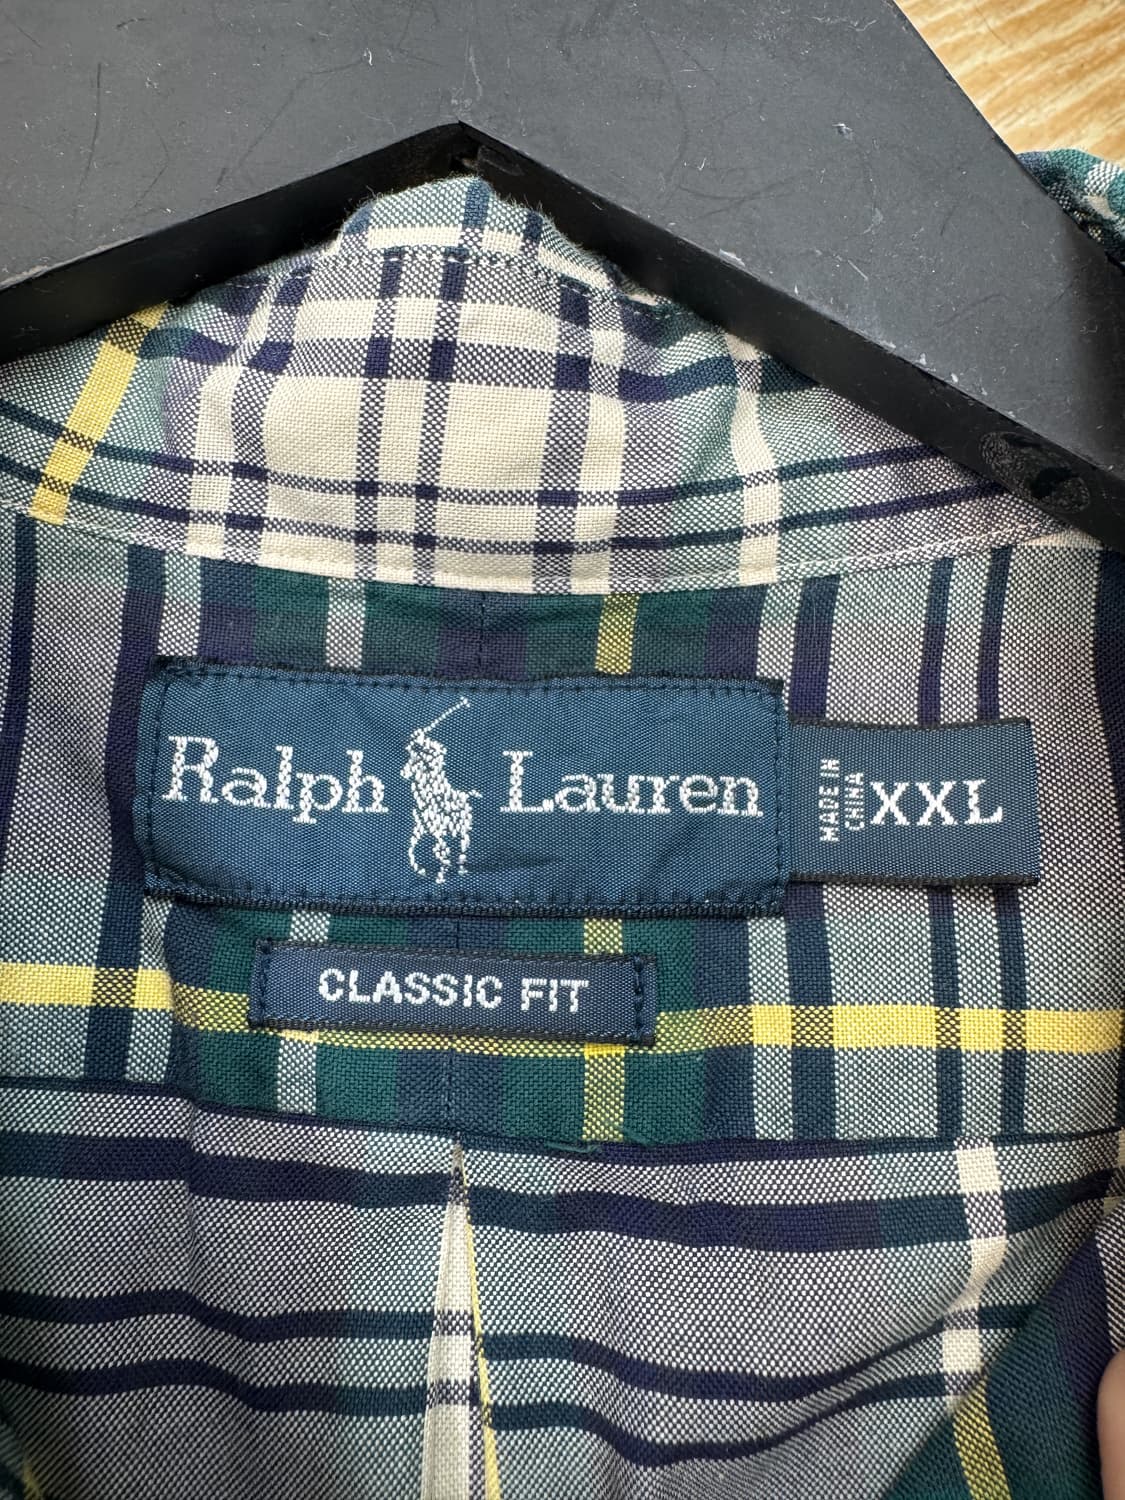 Ralph Lauren
MADE IN
CHINA
XXL
CLASSIC FIT